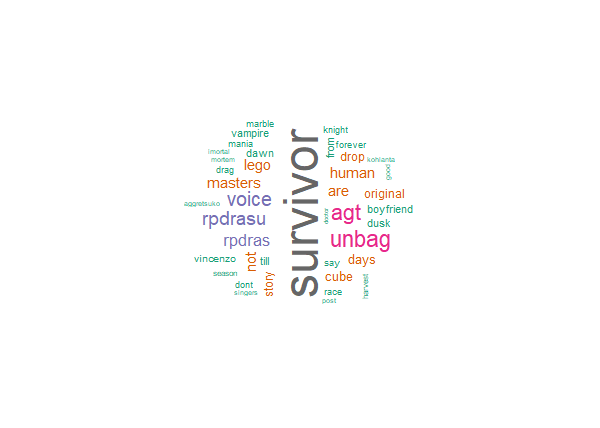 marble
vampire
mania
imortal
mortem
dawn
drag
lego
masters
voice
aggretsuko
rpdrasu
rpdras
not
vincenzo
till
season
story
dont
singers
survivor
knight
from
forever
drop
kohlanta
good
human
are
original
doctor
agt
boyfriend
dusk
unbag
say
days
cube
harvest
race
post